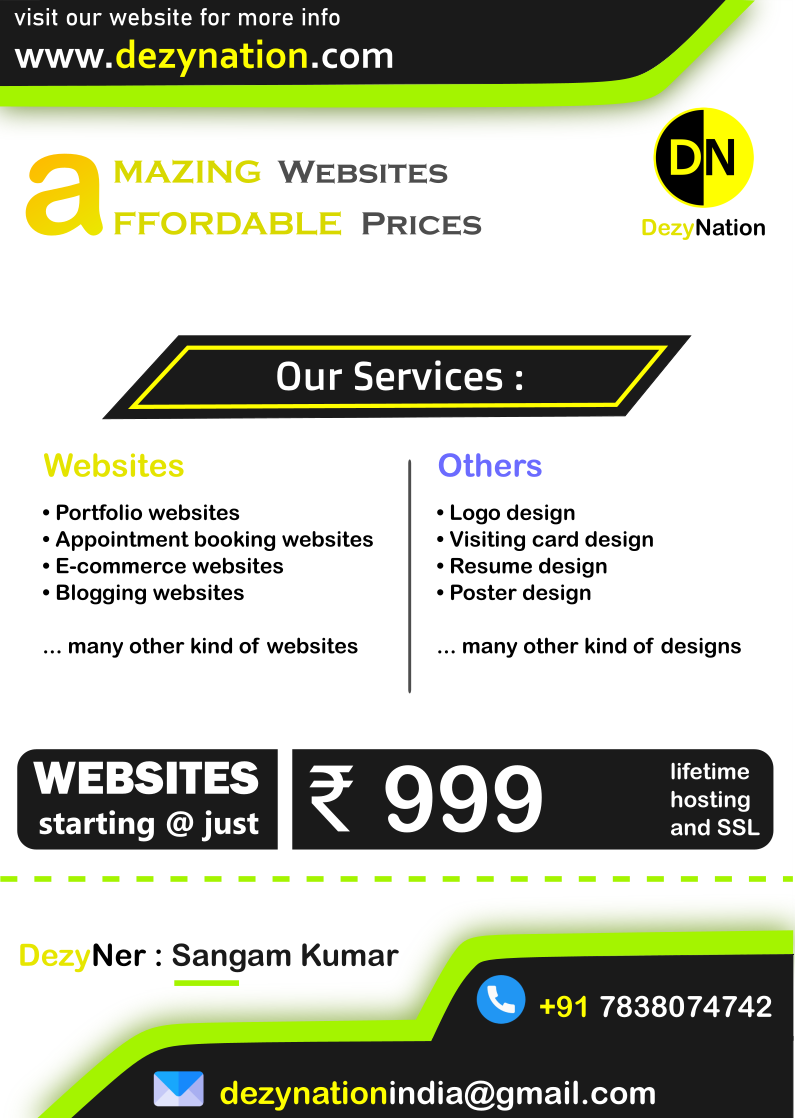 visit our website for more info
www.dezynation.com
aMAZING WEBSITES
aFFORDABLE PRICES
DN
DezyNation
Our Services :
Websites
• Portfolio websites
• Appointment booking websites
• E-commerce websites
• Blogging websites
... many other kind of websites
Others
• Logo design
• Visiting card design
• Resume design
• Poster design
... many other kind of designs
WEBSITES
starting @ just
₹ 999
lifetime
hosting
and SSL
DezyNer : Sangam Kumar
+91 7838074742
dezynationindia@gmail.com